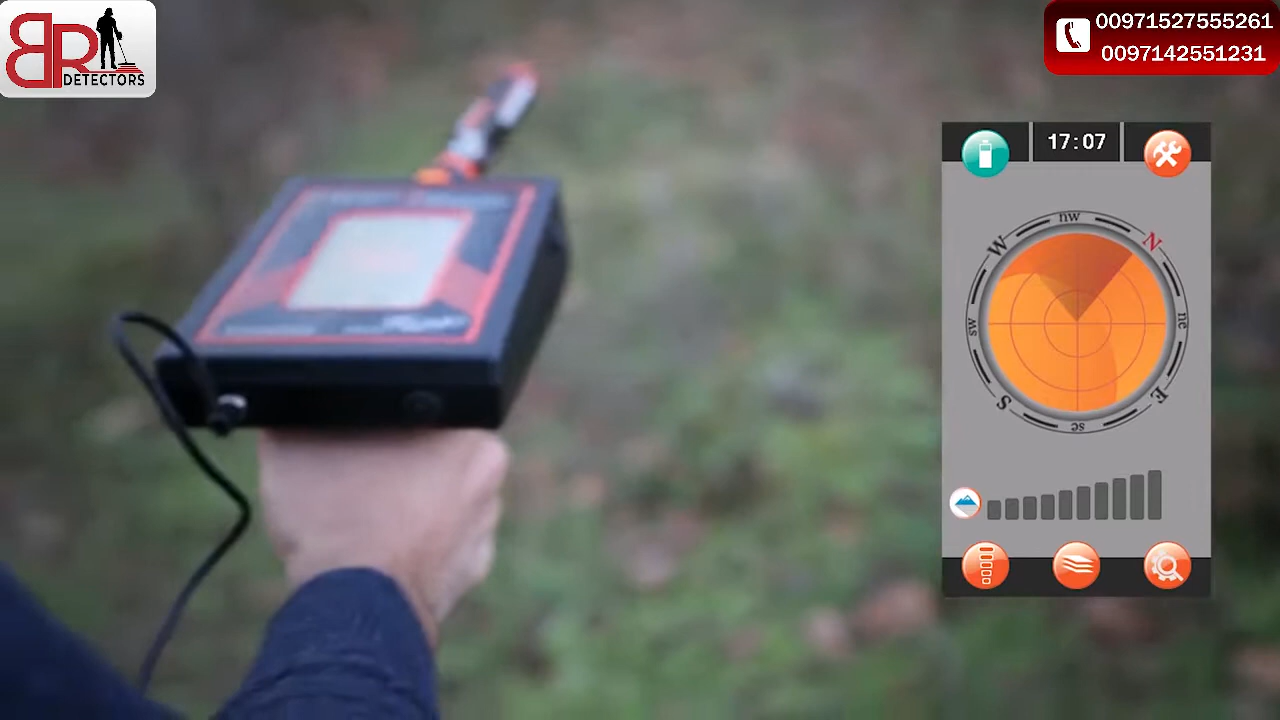 BR
DETECTORS
00971527555261
0097142551231
17:07
nw
W
N
sw
ne
S
E
se